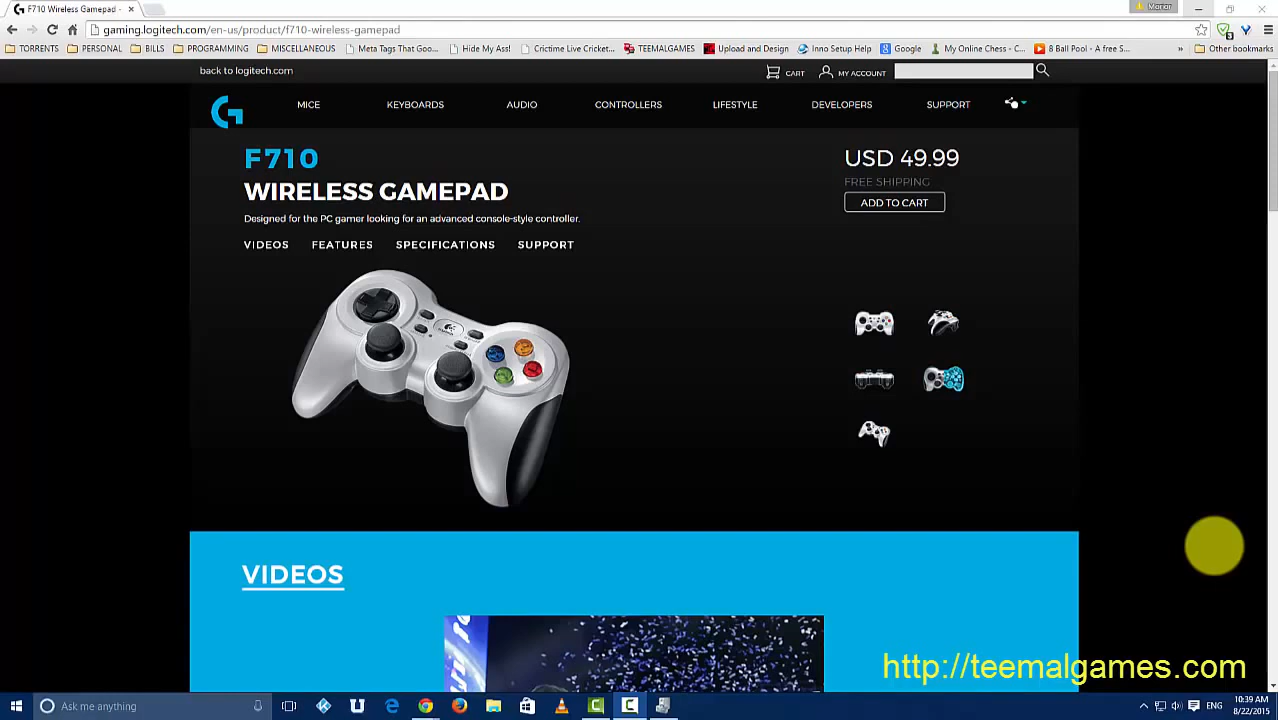 F710 Wireless Gamepad -
Manor
gaming.logitech.com/en-us/product/f710-wireless-gamepad
TORRENTS PERSONAL BILLS PROGRAMMING MISCELLANEOUS Meta Tags That Goo... Hide My Ass! Crictime Live Cricket... TEEMALGAMES Upload and Design Inno Setup Help Google My Online Chess - C... 8 Ball Pool - A free S... » Other bookmarks
back to logitech.com
CART MY ACCOUNT
MICE KEYBOARDS AUDIO CONTROLLERS LIFESTYLE DEVELOPERS SUPPORT
F710
WIRELESS GAMEPAD
Designed for the PC gamer looking for an advanced console-style controller.
VIDEOS FEATURES SPECIFICATIONS SUPPORT
USD 49.99
FREE SHIPPING
ADD TO CART
VIDEOS
http://teemalgames.com
Ask me anything
ENG
10:39 AM
8/22/2015